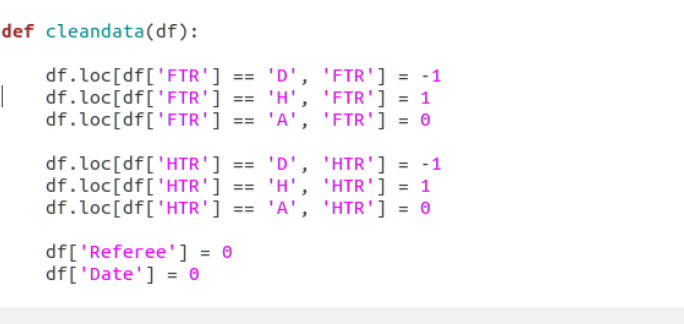 def cleandata(df):
df.loc[df['FTR'] == 'D', 'FTR'] = -1
df.loc[df['FTR'] == 'H', 'FTR'] = 1
df.loc[df['FTR'] == 'A', 'FTR'] = 0
df.loc[df['HTR'] == 'D', 'HTR'] = -1
df.loc[df['HTR'] == 'H', 'HTR'] = 1
df.loc[df['HTR'] == 'A', 'HTR'] = 0
df['Referee'] = 0
df['Date'] = 0